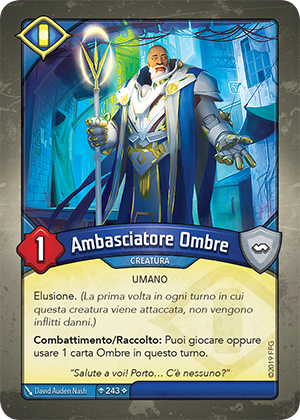 Ambasciatore Ombre
CREATURA
1
UMANO
Elusione. (La prima volta in ogni turno in cui
questa creatura viene attaccata, non vengono
inflitti danni.)
Combattimento/Raccolto: Puoi giocare oppure
usare 1 carta Ombre in questo turno.
"Salute a voi! Porto... C'è nessuno?"
David Auden Nash
243
©2019 FFG